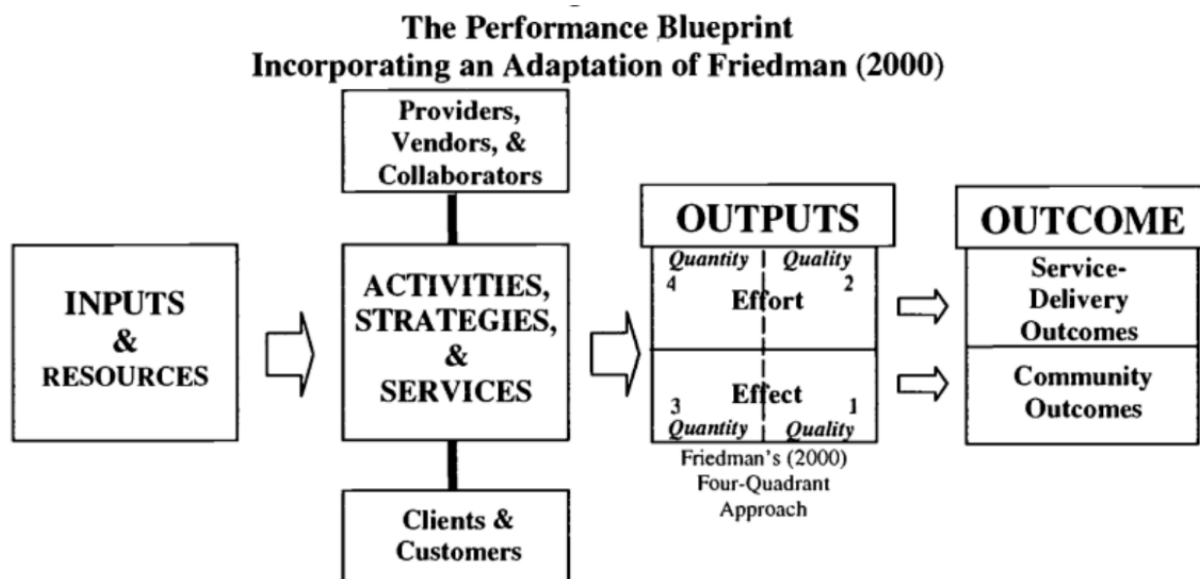 The Performance Blueprint
Incorporating an Adaptation of Friedman (2000)
Providers,
Vendors, &
Collaborators
INPUTS
&
RESOURCES
ACTIVITIES,
STRATEGIES,
&
SERVICES
Clients &
Customers
OUTPUTS
Quantity Quality
4 2
Effort
Effect
3 1
Quantity Quality
Friedman's (2000)
Four-Quadrant
Approach
OUTCOME
Service-
Delivery
Outcomes
Community
Outcomes